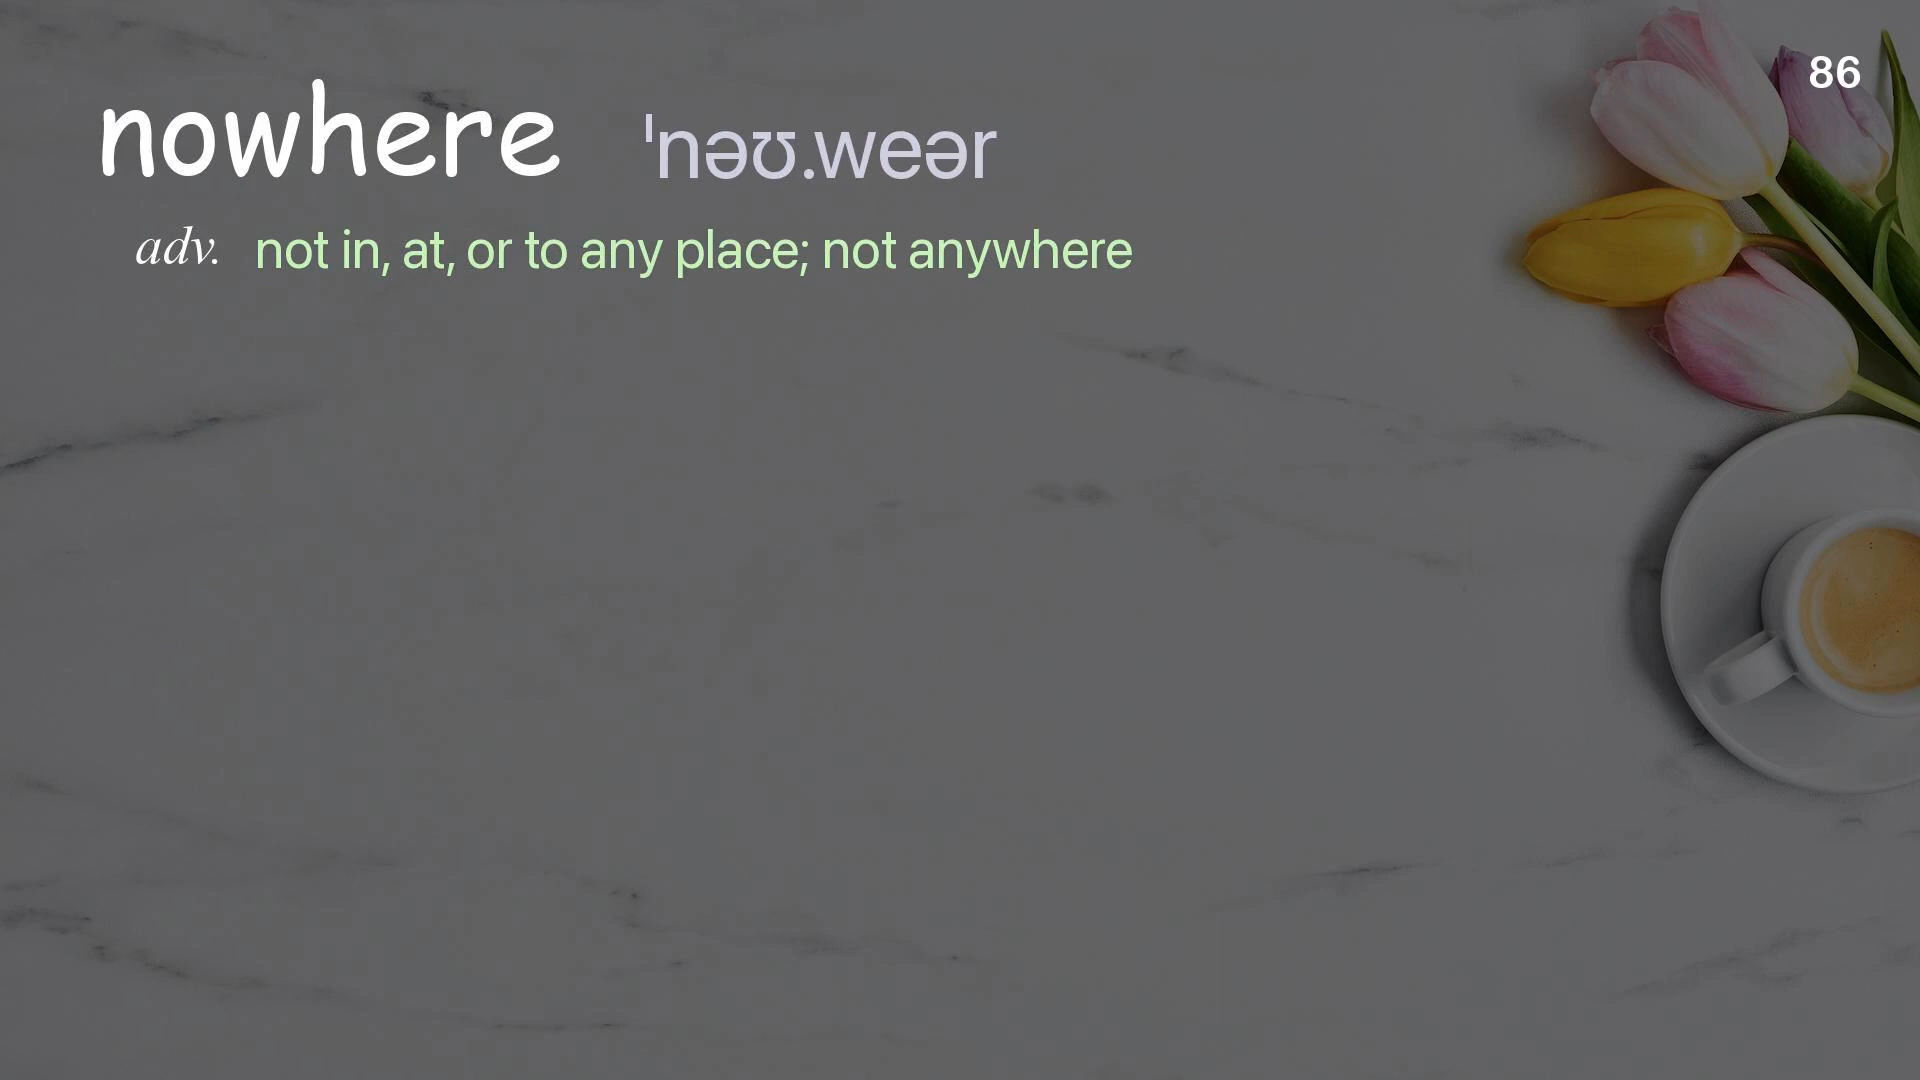 86
nowhere ˈnəʊ.weər
adv. not in, at, or to any place; not anywhere